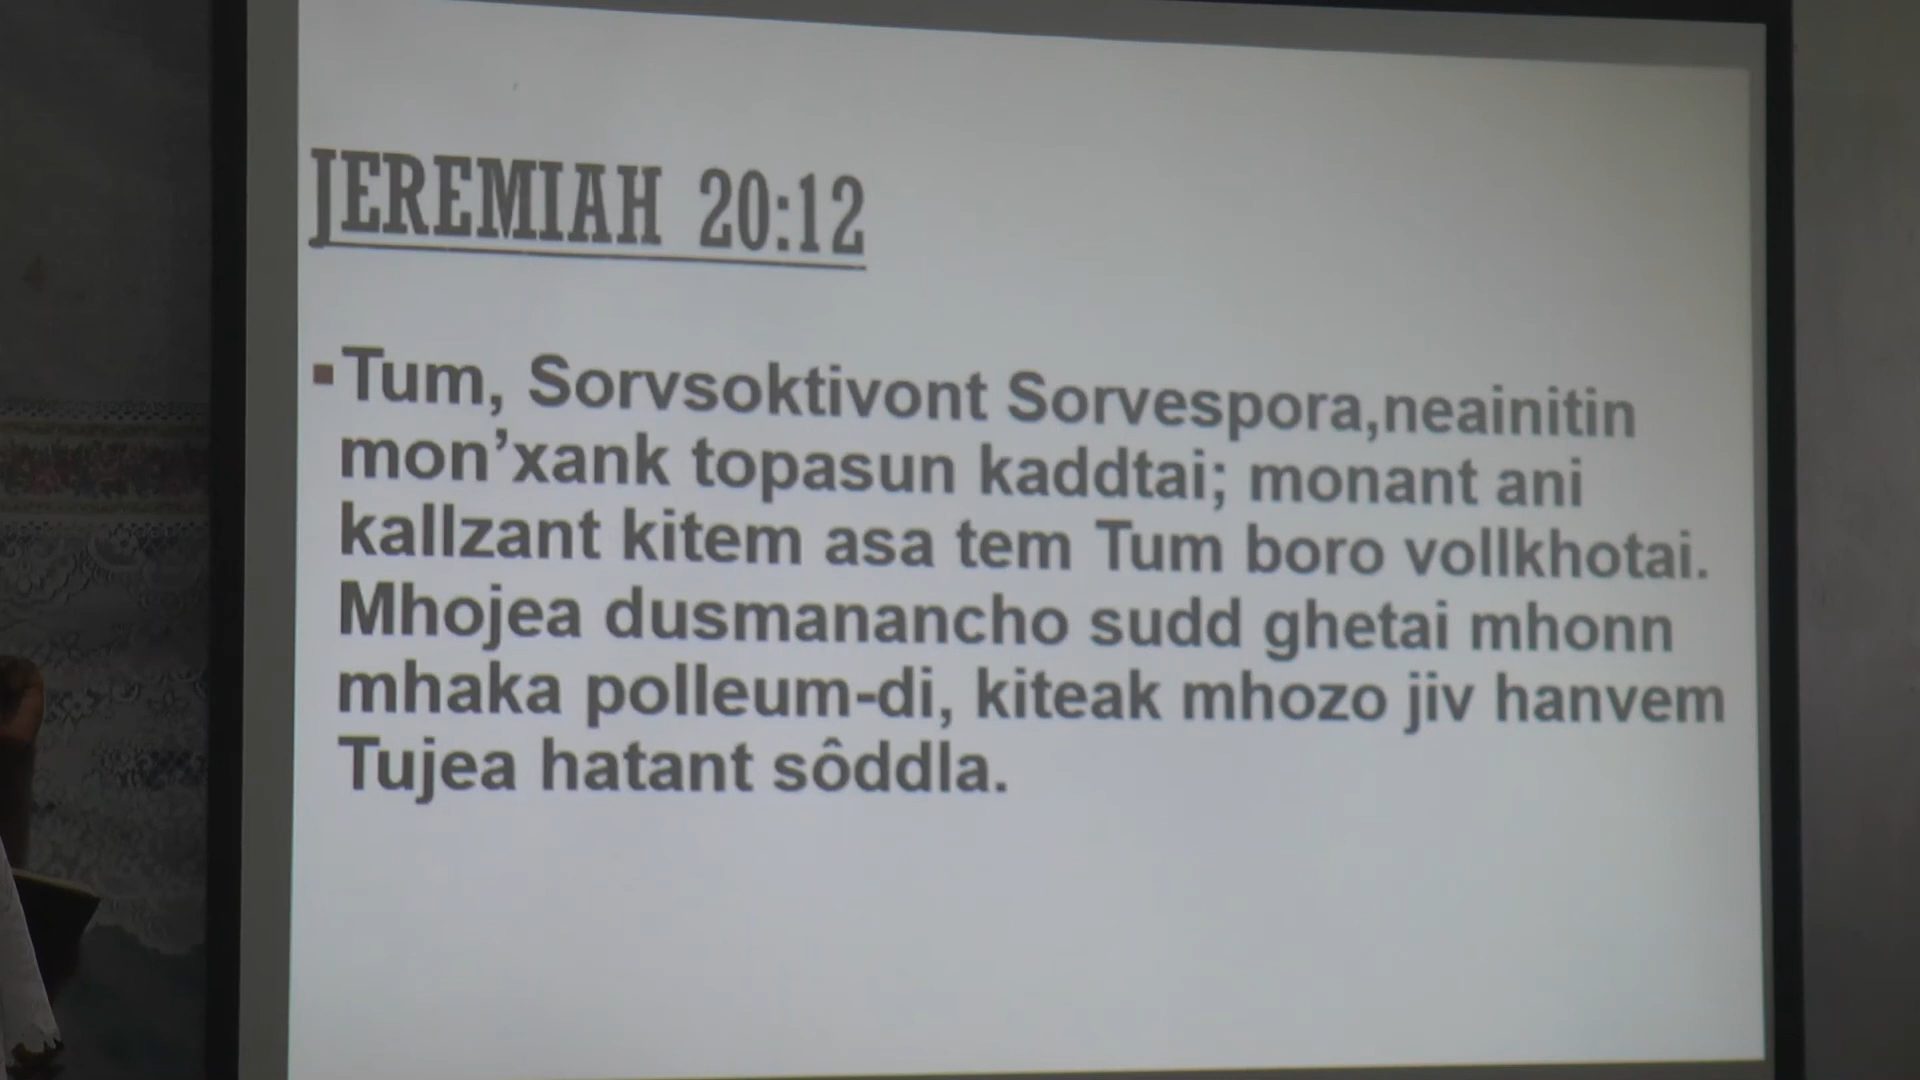 JEREMIAH 20:12
▪Tum, Sorvsoktivont Sorvespora,neainitin
mon’xank topasun kaddtai; monant ani
kallzant kitem asa tem Tum boro vollkhotai.
Mhojea dusmanancho sudd ghetai mhonn
mhaka polleum-di, kiteak mhozo jiv hanvem
Tujea hatant sôddla.